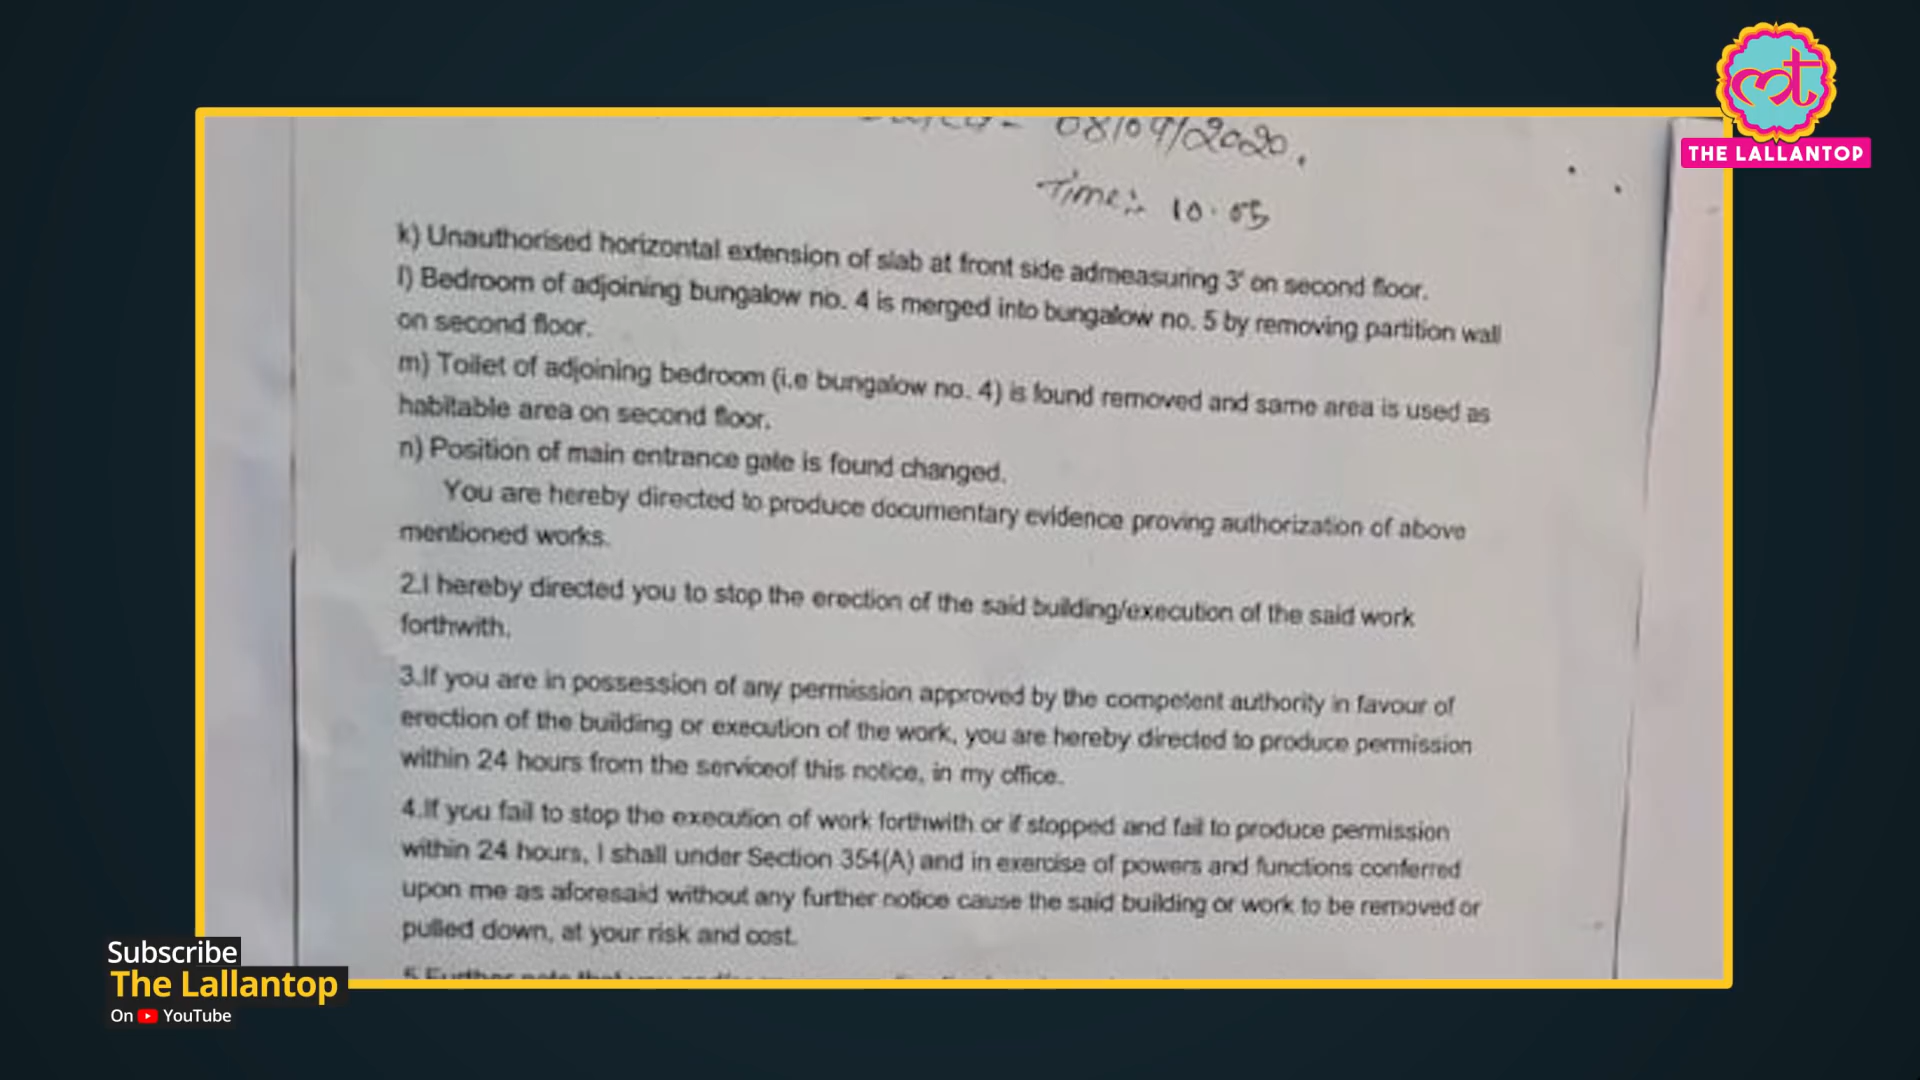 THE LALLANTOP
08/09/2020.
Time:- 10.05
k) Unauthorised horizontal extension of slab at front side admeasuring 3' on second floor.
l) Bedroom of adjoining bungalow no. 4 is merged into bungalow no. 5 by removing partition wall
on second floor.
m) Toilet of adjoining bedroom (i.e bungalow no. 4) is found removed and same area is used as
habitable area on second floor.
n) Position of main entrance gate is found changed.
You are hereby directed to produce documentary evidence proving authorization of above
mentioned works.
2.I hereby directed you to stop the erection of the said building/execution of the said work
forthwith.
3.If you are in possession of any permission approved by the competent authority in favour of
erection of the building or execution of the work, you are hereby directed to produce permission
within 24 hours from the serviceof this notice, in my office.
4.If you fail to stop the execution of work forthwith or if stopped and fail to produce permission
within 24 hours, I shall under Section 354(A) and in exercise of powers and functions conferred
upon me as aforesaid without any further notice cause the said building or work to be removed or
pulled down, at your risk and cost.
5.Further note that you
Subscribe
The Lallantop
On YouTube